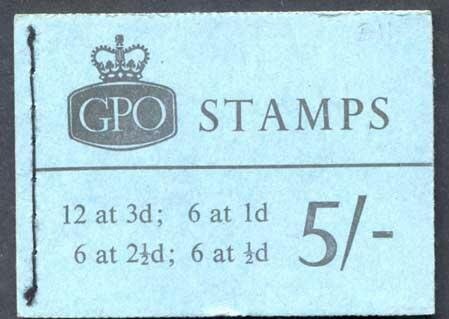 GPO STAMPS
12 at 3d; 6 at 1d
6 at 2½d; 6 at ½d
5/-